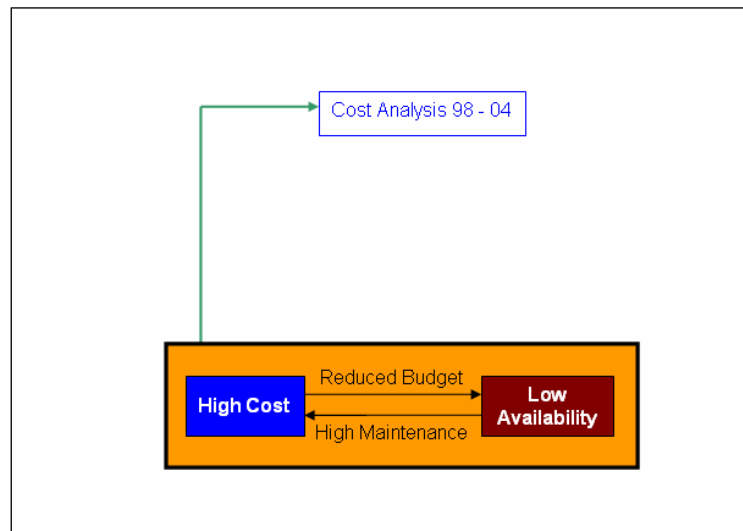 Cost Analysis 98 - 04
Reduced Budget
High Cost
Low
Availability
High Maintenance